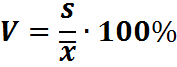 V = s/x · 100%